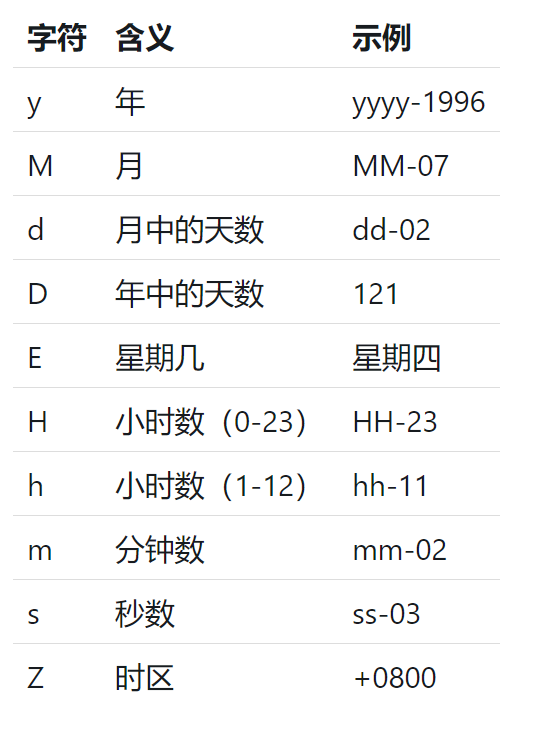 字符 含义 示例
y 年 yyyy-1996
M 月 MM-07
d 月中的天数 dd-02
D 年中的天数 121
E 星期几 星期四
H 小时数（0-23） HH-23
h 小时数（1-12） hh-11
m 分钟数 mm-02
s 秒数 ss-03
Z 时区 +0800